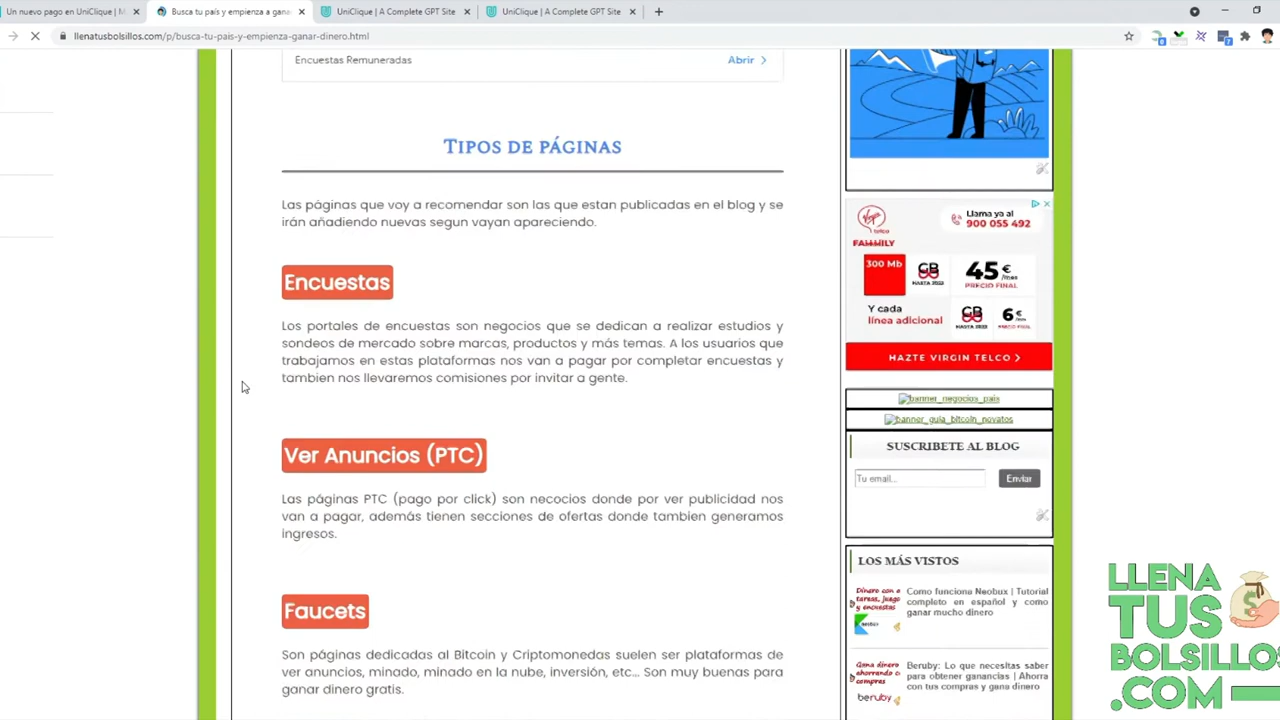 Un nuevo pago en UniClique | M
Busca tu país y empieza a gana
UniClique | A Complete GPT Site
UniClique | A Complete GPT Site
llenatusbolsillos.com/p/busca-tu-pais-y-empienza-ganar-dinero.html
Encuestas Remuneradas
Abrir
Tipos de páginas
Las páginas que voy a recomendar son las que estan publicadas en el blog y se
irán añadiendo nuevas segun vayan apareciendo.
Encuestas
Los portales de encuestas son negocios que se dedican a realizar estudios y
sondeos de mercado sobre marcas, productos y más temas. A los usuarios que
trabajamos en estas plataformas nos van a pagar por completar encuestas y
tambien nos llevaremos comisiones por invitar a gente.
Ver Anuncios (PTC)
Las páginas PTC (pago por click) son necocios donde por ver publicidad nos
van a pagar, además tienen secciones de ofertas donde tambien generamos
ingresos.
Faucets
Son páginas dedicadas al Bitcoin y Criptomonedas suelen ser plataformas de
ver anuncios, minado, minado en la nube, inversión, etc... Son muy buenas para
ganar dinero gratis.
Virgin
telco
Llama ya al
900 055 492
FAMILY
300 Mb
GB
HASTA 2023
45 €
/mes
PRECIO FINAL
Y cada
línea adicional
GB
HASTA 2023
6 €
/mes
PRECIO FINAL
HAZTE VIRGIN TELCO
banner_negocios_pais
banner_guia_bitcoin_novatos
SUSCRIBETE AL BLOG
Tu email...
Enviar
LOS MÁS VISTOS
Dinero con
tareas, juego
y encuestas
neobux
Como funciona Neobux | Tutorial
completo en español y como
ganar mucho dinero
Gana dinero
ahorrando c
compras
beruby
Beruby: Lo que necesitas saber
para obtener ganancias | Ahorra
con tus compras y gana dinero
LLENA
TUS
BOLSILLOS
.COM